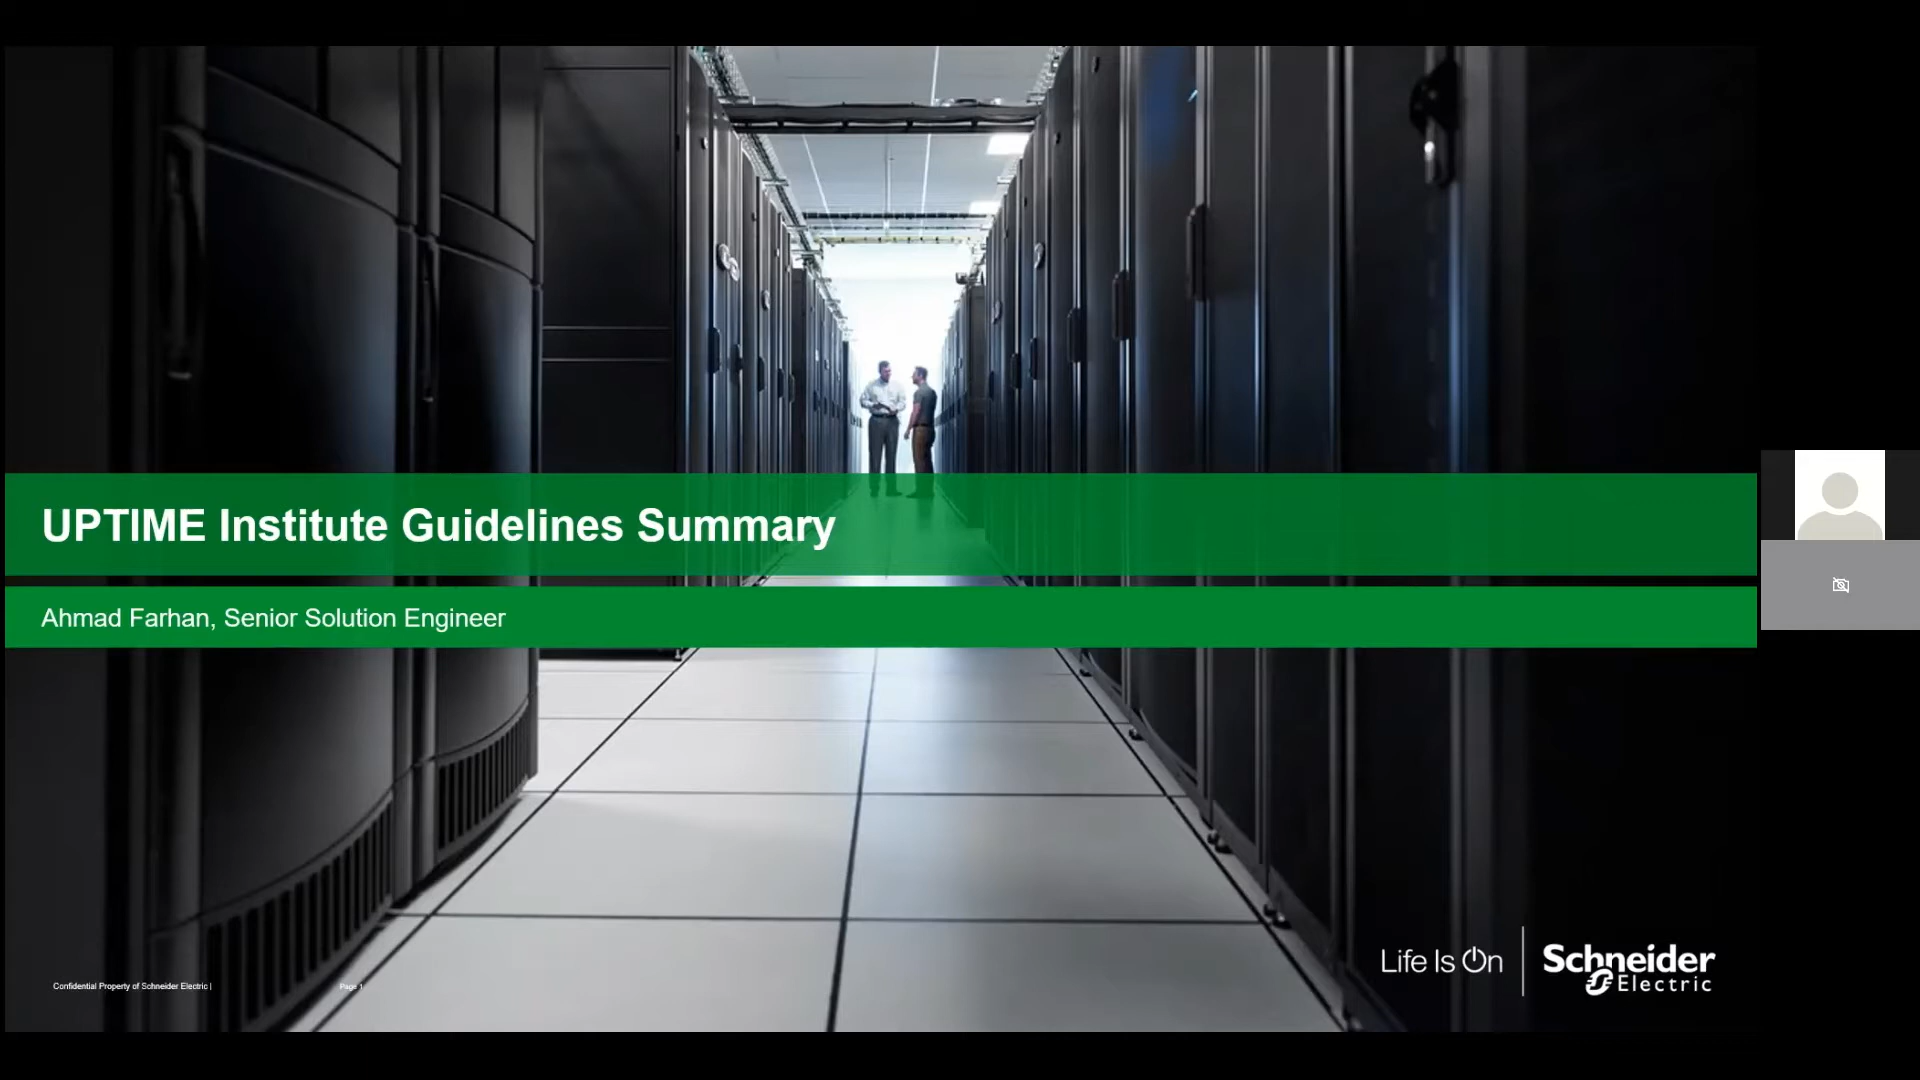 UPTIME Institute Guidelines Summary
Ahmad Farhan, Senior Solution Engineer
Life Is On
Schneider
Electric
Confidential Property of Schneider Electric |
Page 1